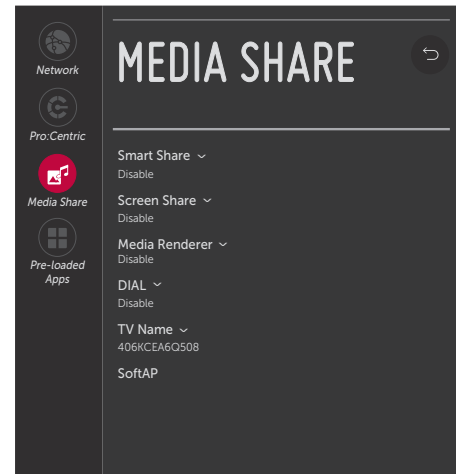 Network
Pro:Centric
Media Share
Pre-loaded
Apps
MEDIA SHARE
Smart Share
Disable
Screen Share
Disable
Media Renderer
Disable
DIAL
Disable
TV Name
406KCEA6Q508
SoftAP